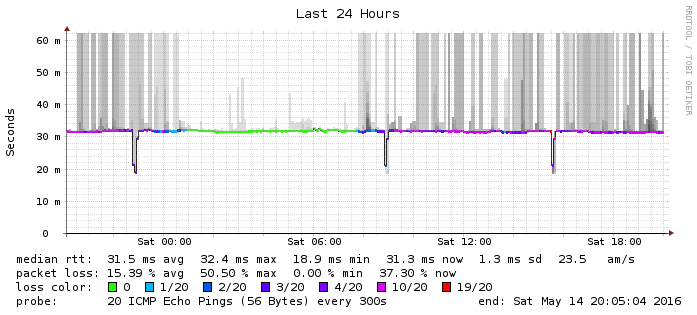 Last 24 Hours
RRDTOOL / TOBI OETIKER
Seconds
60 m
50 m
40 m
30 m
20 m
10 m
0
Sat 00:00 Sat 06:00 Sat 12:00 Sat 18:00
median rtt: 31.5 ms avg 32.4 ms max 18.9 ms min 31.3 ms now 1.3 ms sd 23.5 am/s
packet loss: 15.39 % avg 50.50 % max 0.00 % min 37.30 % now
loss color: 0 1/20 2/20 3/20 4/20 10/20 19/20
probe: 20 ICMP Echo Pings (56 Bytes) every 300s end: Sat May 14 20:05:04 2016